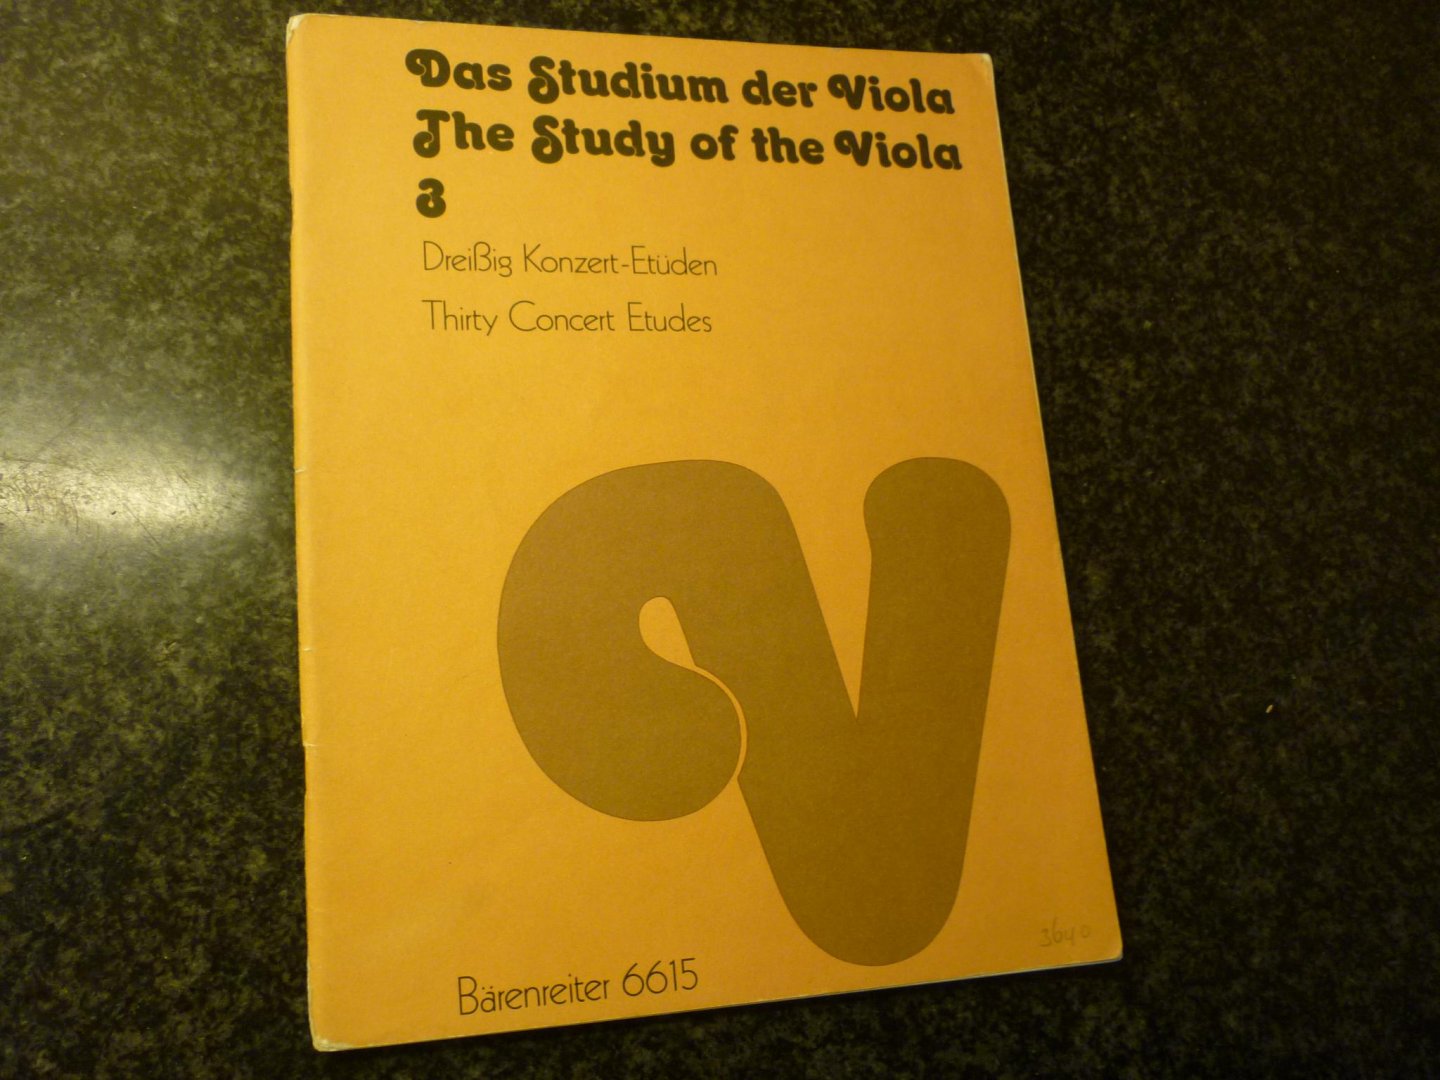 Das Studium der Viola
The Study of the Viola
3
Dreißig Konzert-Etüden
Thirty Concert Etudes
Bärenreiter 6615
3640